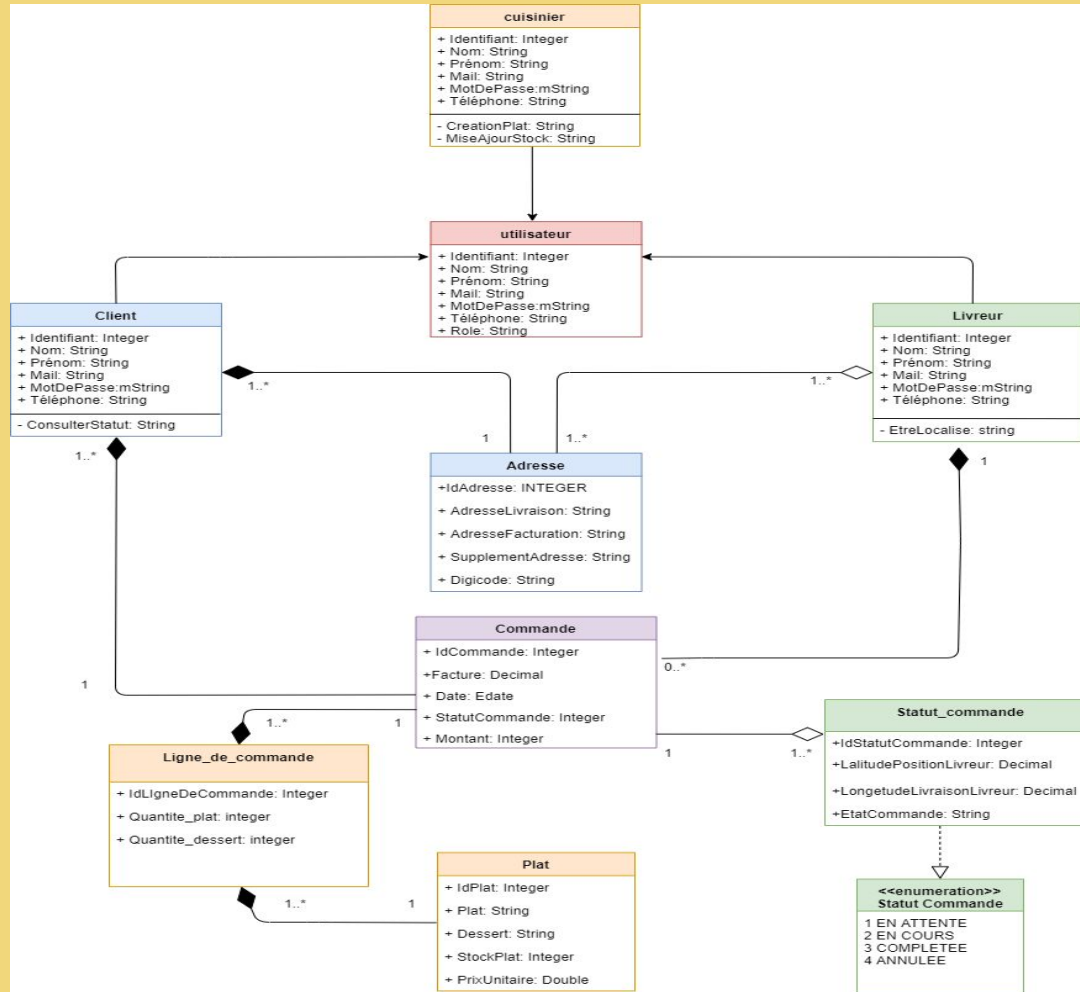 cuisinier
+ Identifiant: Integer
+ Nom: String
+ Prénom: String
+ Mail: String
+ MotDePasse:mString
+ Téléphone: String
- CreationPlat: String
- MiseAjourStock: String
utilisateur
+ Identifiant: Integer
+ Nom: String
+ Prénom: String
+ Mail: String
+ MotDePasse:mString
+ Téléphone: String
+ Role: String
Client
+ Identifiant: Integer
+ Nom: String
+ Prénom: String
+ Mail: String
+ MotDePasse:mString
+ Téléphone: String
- ConsulterStatut: String
Livreur
+ Identifiant: Integer
+ Nom: String
+ Prénom: String
+ Mail: String
+ MotDePasse:mString
+ Téléphone: String
- EtreLocalise: string
1..*
1..*
1
1..*
1..*
1
Adresse
+IdAdresse: INTEGER
+ AdresseLivraison: String
+ AdresseFacturation: String
+ SupplementAdresse: String
+ Digicode: String
Commande
+ IdCommande: Integer
+Facture: Decimal
+ Date: Edate
+ StatutCommande: Integer
+ Montant: Integer
0..*
1
1..*
1
1
1..*
Statut_commande
+IdStatutCommande: Integer
+LalitudePositionLivreur: Decimal
+LongetudeLivraisonLivreur: Decimal
+EtatCommande: String
Ligne_de_commande
+ IdLIgneDeCommande: Integer
+ Quantite_plat: integer
+ Quantite_dessert: integer
1..*
1
Plat
+ IdPlat: Integer
+ Plat: String
+ Dessert: String
+ StockPlat: Integer
+ PrixUnitaire: Double
<<enumeration>>
Statut Commande
1 EN ATTENTE
2 EN COURS
3 COMPLETEE
4 ANNULEE